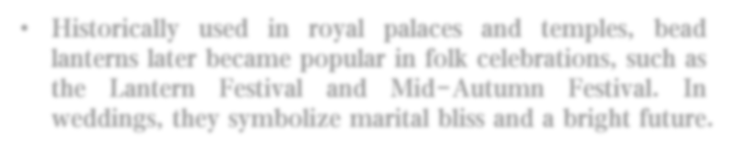 • Historically used in royal palaces and temples, bead
lanterns later became popular in folk celebrations, such as
the Lantern Festival and Mid-Autumn Festival. In
weddings, they symbolize marital bliss and a bright future.